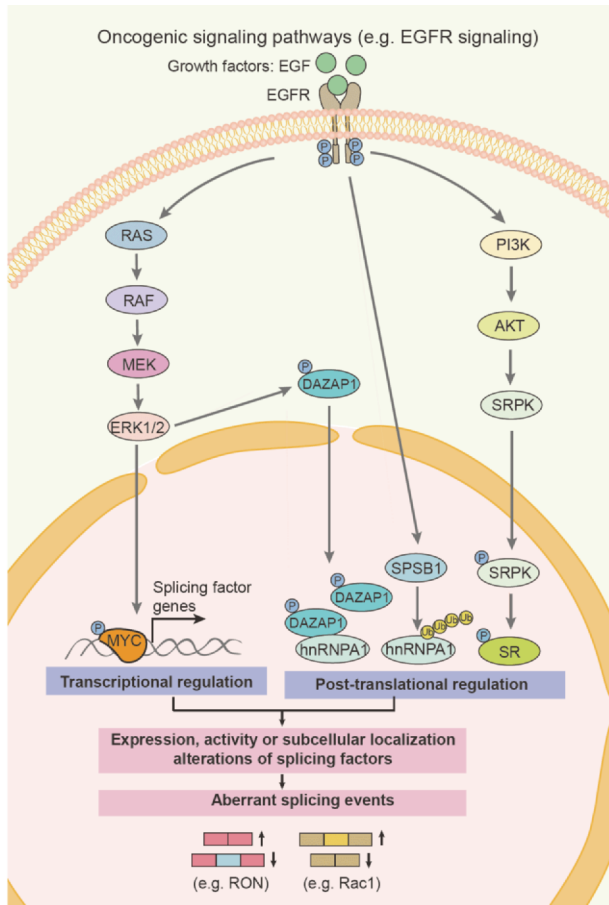 Oncogenic signaling pathways (e.g. EGFR signaling)
Growth factors: EGF
EGFR
P
P
P
P
RAS
PI3K
RAF
AKT
MEK
P
DAZAP1
SRPK
ERK1/2
P
SRPK
SPSB1
Splicing factor
genes
P
DAZAP1
P
DAZAP1
Ub
Ub
Ub
Ub
P
MYC
hnRNPA1
hnRNPA1
P
SR
Transcriptional regulation
Post-translational regulation
Expression, activity or subcellular localization
alterations of splicing factors
Aberrant splicing events
(e.g. RON)
(e.g. Rac1)